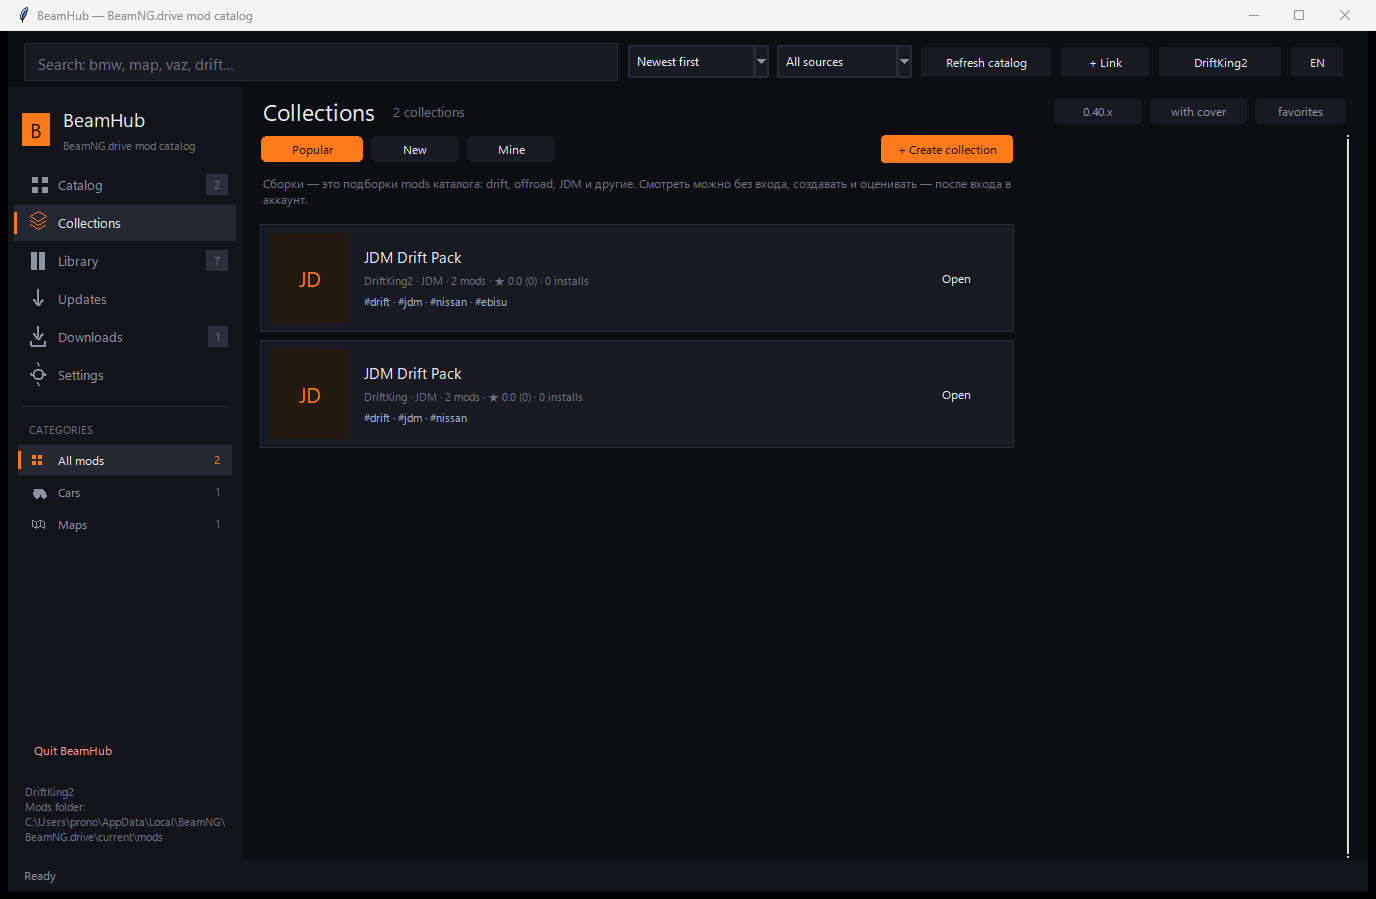 BeamHub — BeamNG.drive mod catalog
Search: bmw, map, vaz, drift...
Newest first
All sources
Refresh catalog
+ Link
DriftKing2
EN
B
BeamHub
BeamNG.drive mod catalog
Catalog
2
Collections
Library
7
Updates
Downloads
1
Settings
CATEGORIES
All mods
2
Cars
1
Maps
1
Quit BeamHub
DriftKing2
Mods folder:
C:\Users\prono\AppData\Local\BeamNG\
BeamNG.drive\current\mods
Collections
2 collections
0.40.x
with cover
favorites
Popular
New
Mine
+ Create collection
Сборки — это подборки mods каталога: drift, offroad, JDM и другие. Смотреть можно без входа, создавать и оценивать — после входа в
аккаунт.
JD
JDM Drift Pack
DriftKing2 · JDM · 2 mods · ★ 0.0 (0) · 0 installs
#drift · #jdm · #nissan · #ebisu
Open
JD
JDM Drift Pack
DriftKing · JDM · 2 mods · ★ 0.0 (0) · 0 installs
#drift · #jdm · #nissan
Open
Ready